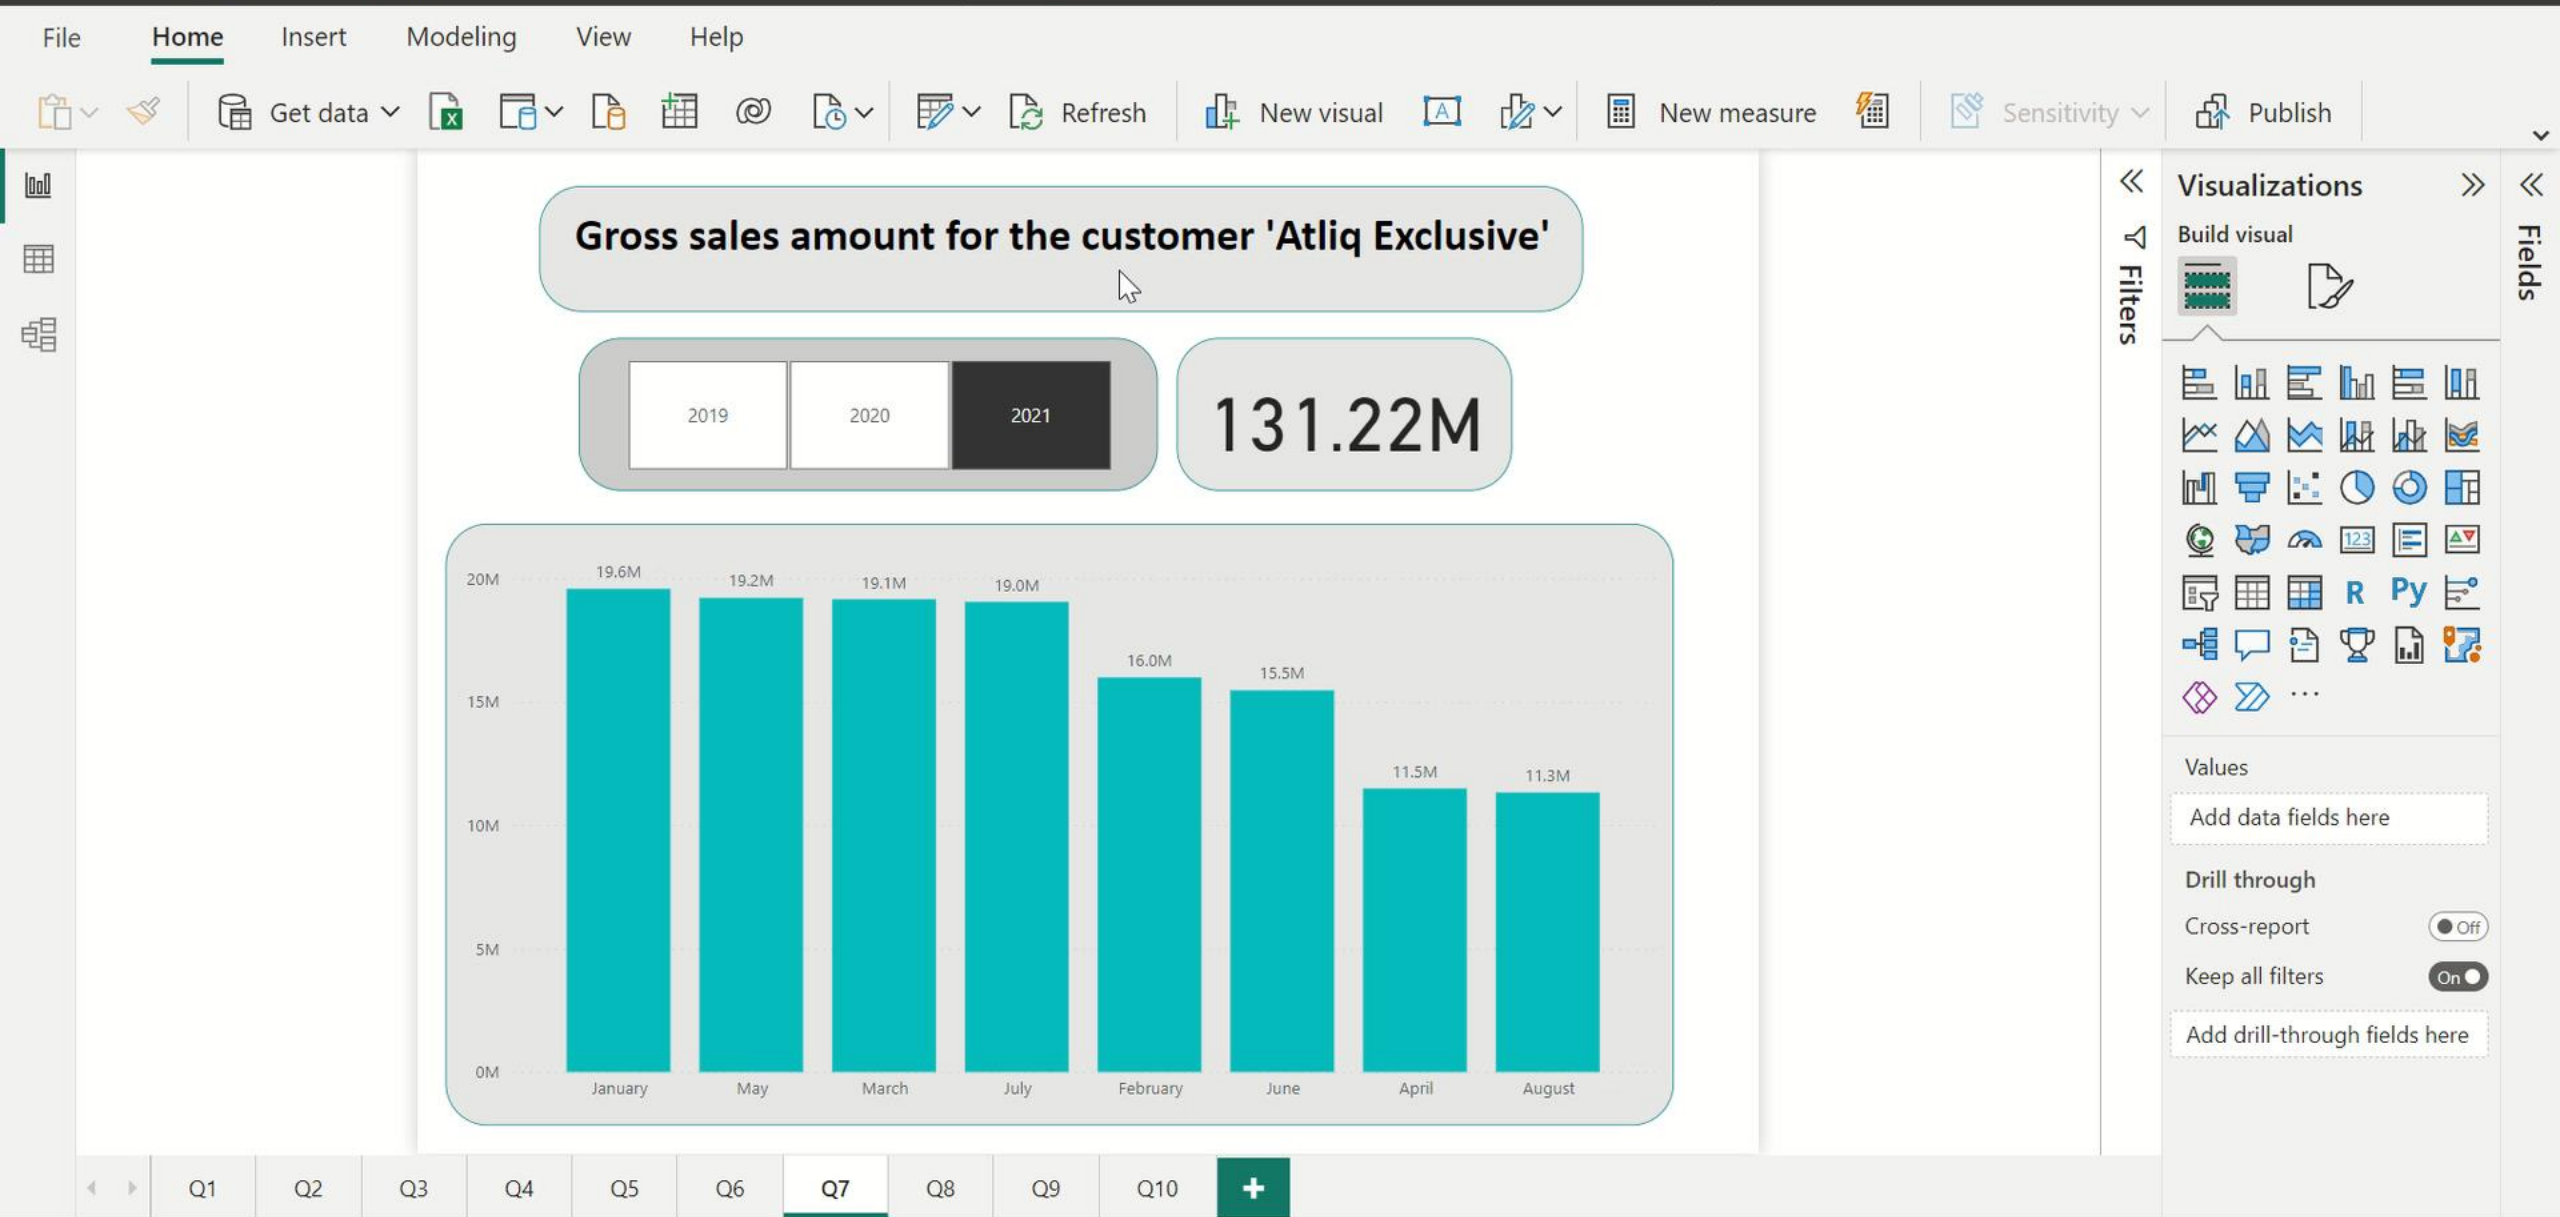 File Home Insert Modeling View Help
Get data Refresh New visual New measure Sensitivity Publish
Gross sales amount for the customer 'Atliq Exclusive'
2019 2020 2021
131.22M
20M
15M
10M
5M
0M
19.6M 19.2M 19.1M 19.0M 16.0M 15.5M 11.5M 11.3M
January May March July February June April August
Filters
Visualizations
Build visual
123
R Py
Values
Add data fields here
Drill through
Cross-report Off
Keep all filters On
Add drill-through fields here
Fields
Q1 Q2 Q3 Q4 Q5 Q6 Q7 Q8 Q9 Q10 +